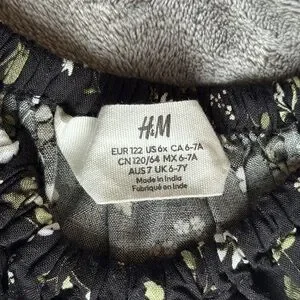 H&M
EUR 122 US 6x CA 6-7A
CN 120/64 MX 6-7A
AUS 7 UK 6-7Y
Made in India
Fabriqué en Inde